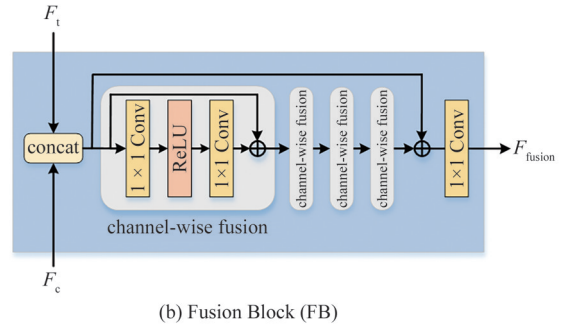 F_t
concat
1 × 1 Conv
ReLU
1×1 Conv
channel-wise fusion
channel-wise fusion
channel-wise fusion
channel-wise fusion
1×1 Conv
F_fusion
F_c
(b) Fusion Block (FB)